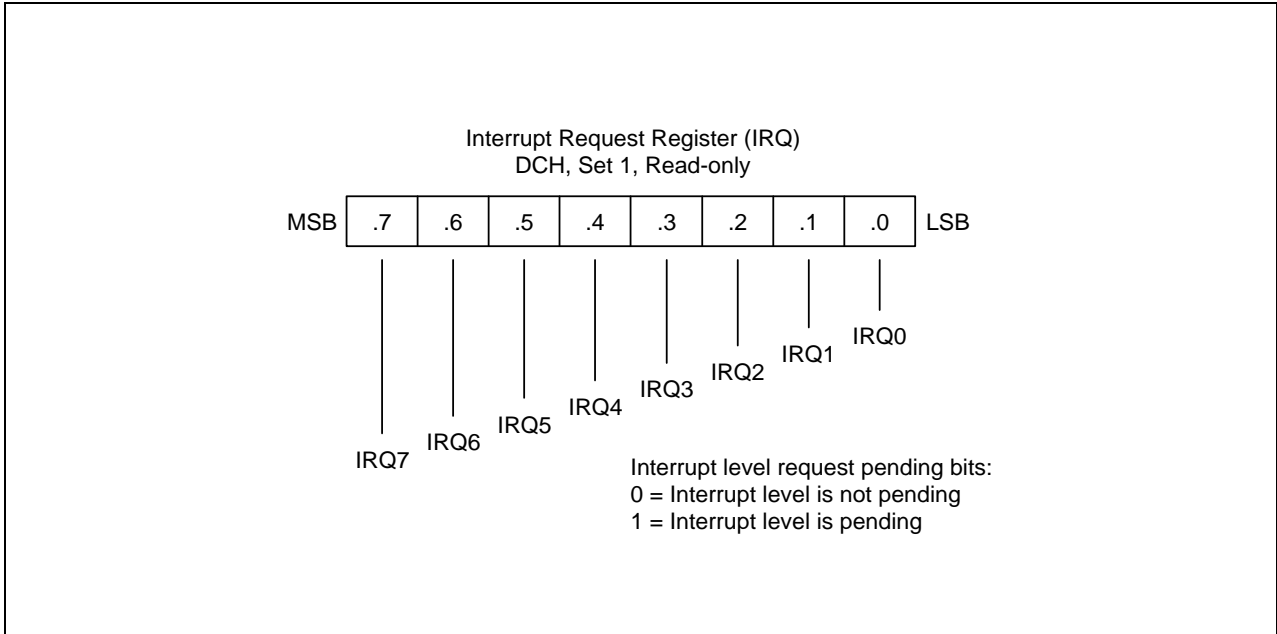 Interrupt Request Register (IRQ)
DCH, Set 1, Read-only
MSB .7 .6 .5 .4 .3 .2 .1 .0 LSB
IRQ0
IRQ1
IRQ2
IRQ3
IRQ4
IRQ5
IRQ6
IRQ7
Interrupt level request pending bits:
0 = Interrupt level is not pending
1 = Interrupt level is pending